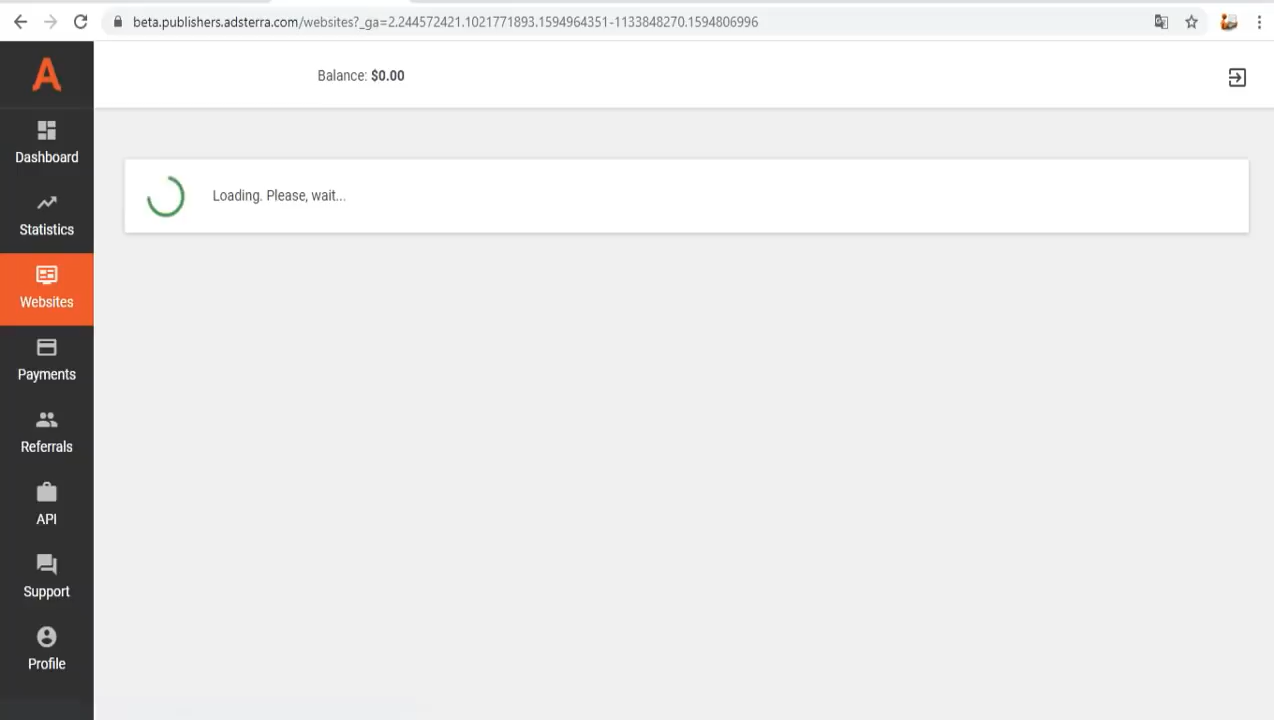 beta.publishers.adsterra.com/websites?_ga=2.244572421.1021771893.1594964351-1133848270.1594806996
Balance: $0.00
Dashboard
Loading. Please, wait...
Statistics
Websites
Payments
Referrals
API
Support
Profile